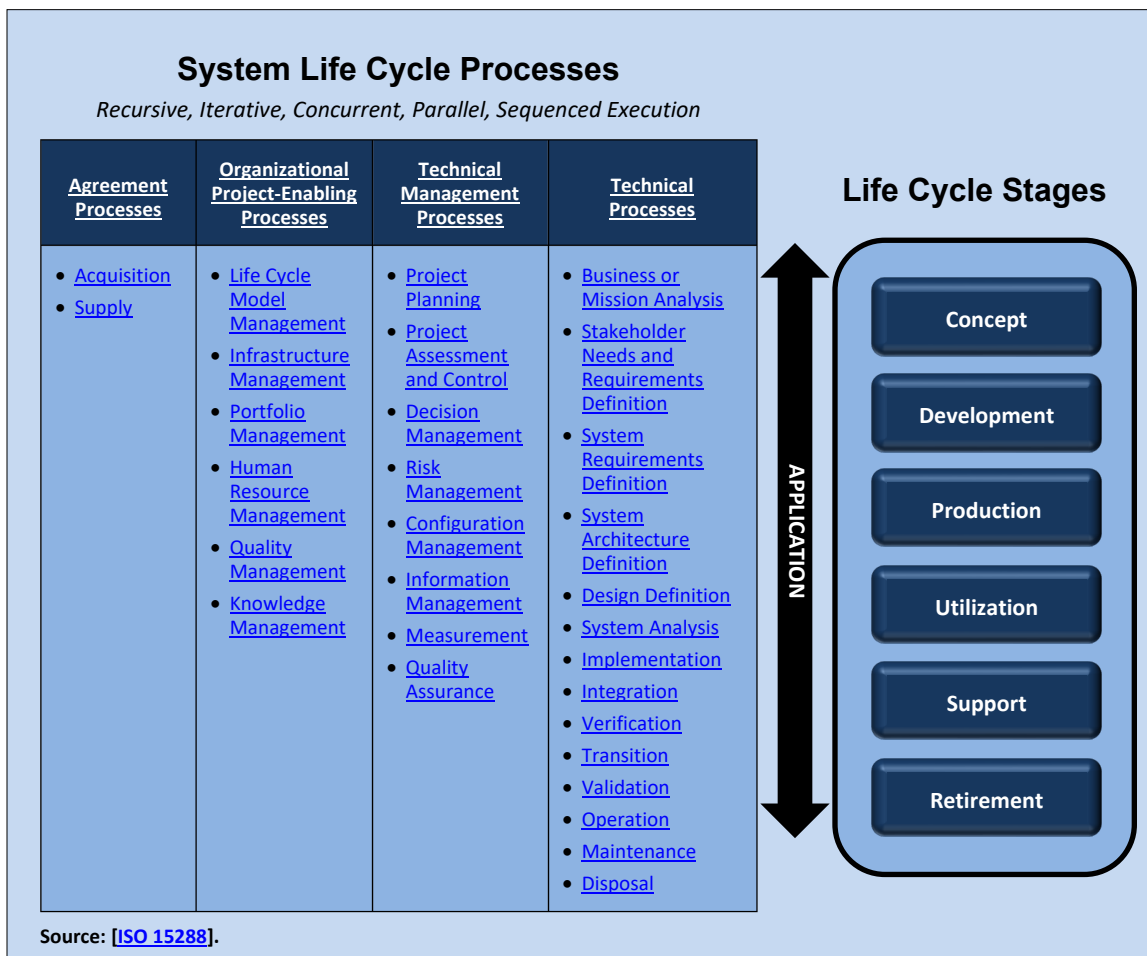 System Life Cycle Processes
Recursive, Iterative, Concurrent, Parallel, Sequenced Execution
Agreement
Processes
Organizational
Project-Enabling
Processes
Technical
Management
Processes
Technical
Processes
• Acquisition
• Supply
• Life Cycle
Model
Management
• Infrastructure
Management
• Portfolio
Management
• Human
Resource
Management
• Quality
Management
• Knowledge
Management
• Project
Planning
• Project
Assessment
and Control
• Decision
Management
• Risk
Management
• Configuration
Management
• Information
Management
• Measurement
• Quality
Assurance
• Business or
Mission Analysis
• Stakeholder
Needs and
Requirements
Definition
• System
Requirements
Definition
• System
Architecture
Definition
• Design Definition
• System Analysis
• Implementation
• Integration
• Verification
• Transition
• Validation
• Operation
• Maintenance
• Disposal
APPLICATION
Life Cycle Stages
Concept
Development
Production
Utilization
Support
Retirement
Source: [ISO 15288].